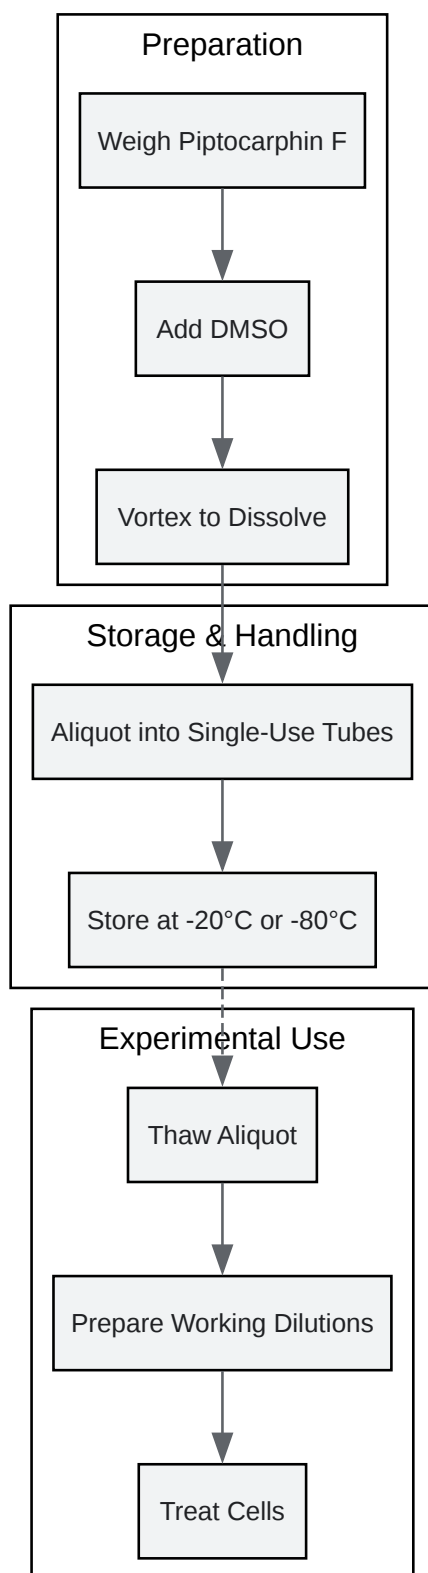 Preparation
Weigh Piptocarphin F
Add DMSO
Vortex to Dissolve
Storage & Handling
Aliquot into Single-Use Tubes
Store at -20°C or -80°C
Experimental Use
Thaw Aliquot
Prepare Working Dilutions
Treat Cells